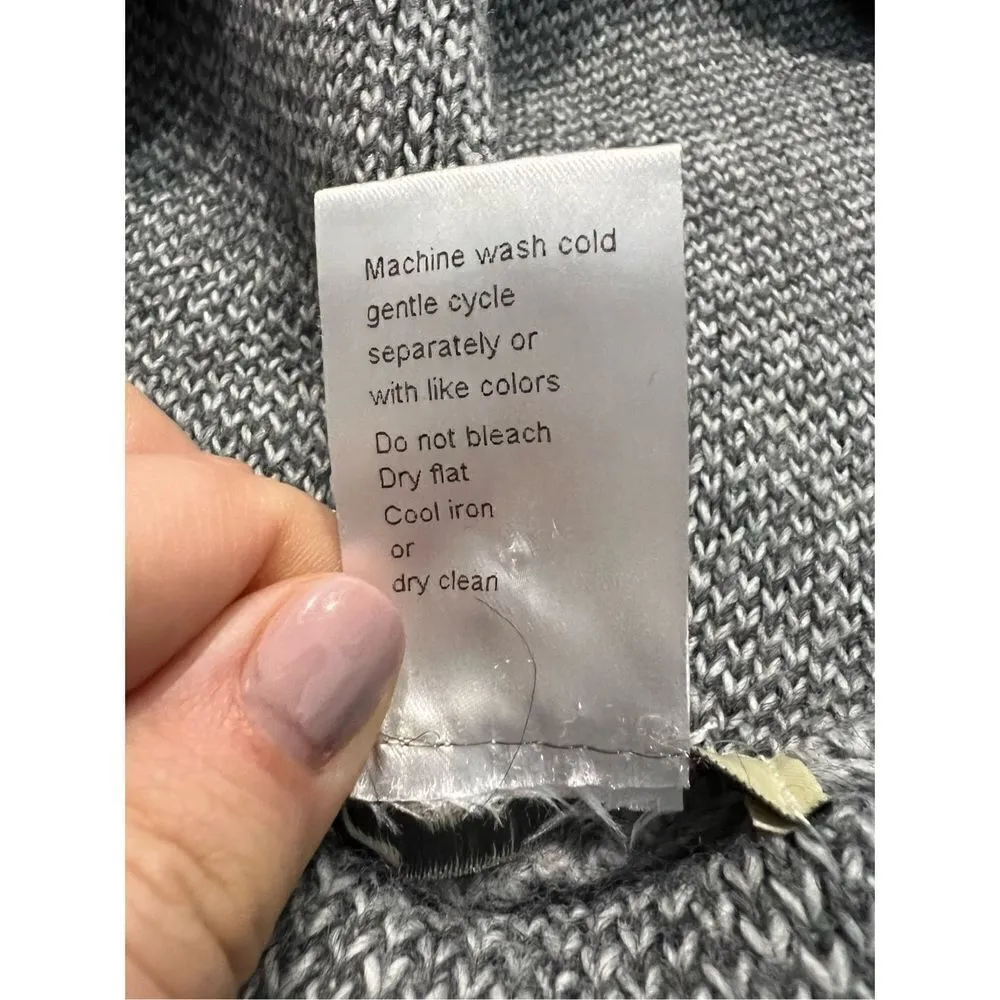 Machine wash cold
gentle cycle
separately or
with like colors
Do not bleach
Dry flat
Cool iron
or
dry clean